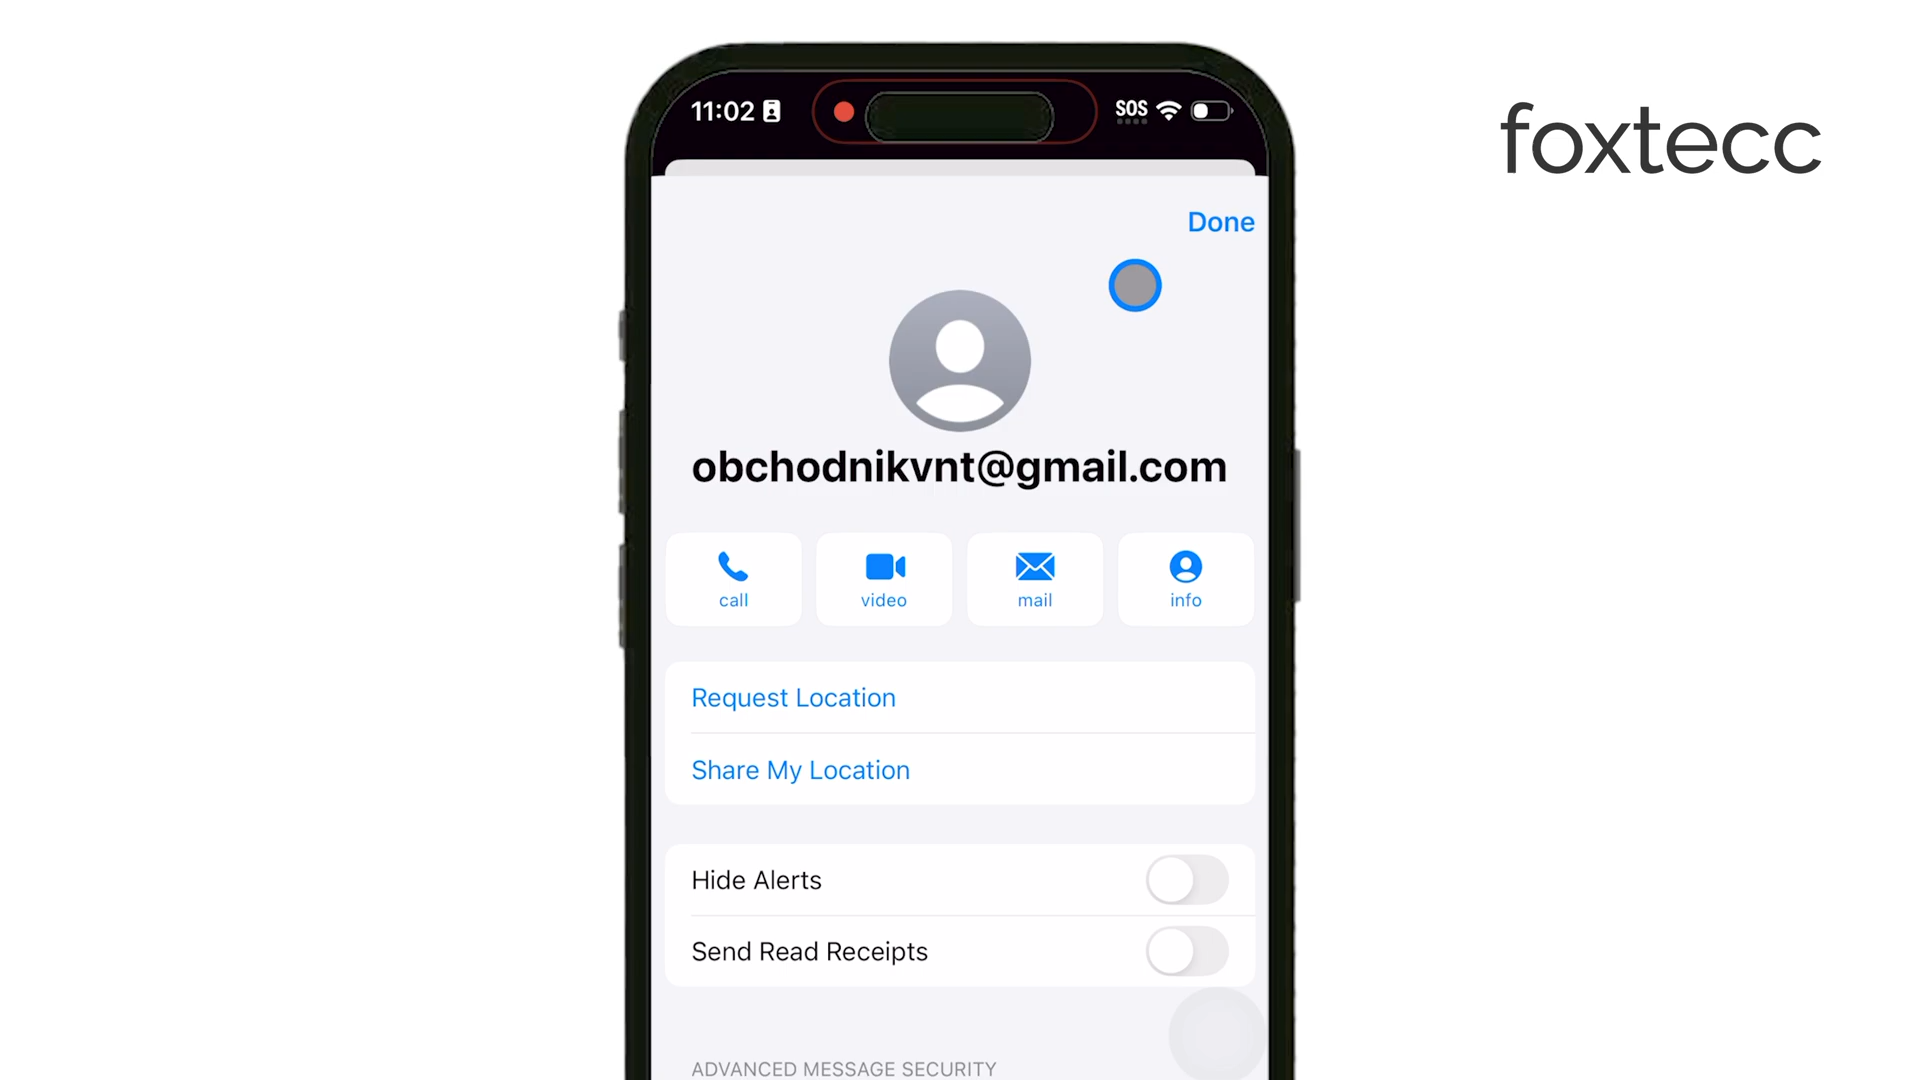 11:02
SOS
foxtecc
Done
obchodnikvnt@gmail.com
call
video
mail
info
Request Location
Share My Location
Hide Alerts
Send Read Receipts
ADVANCED MESSAGE SECURITY